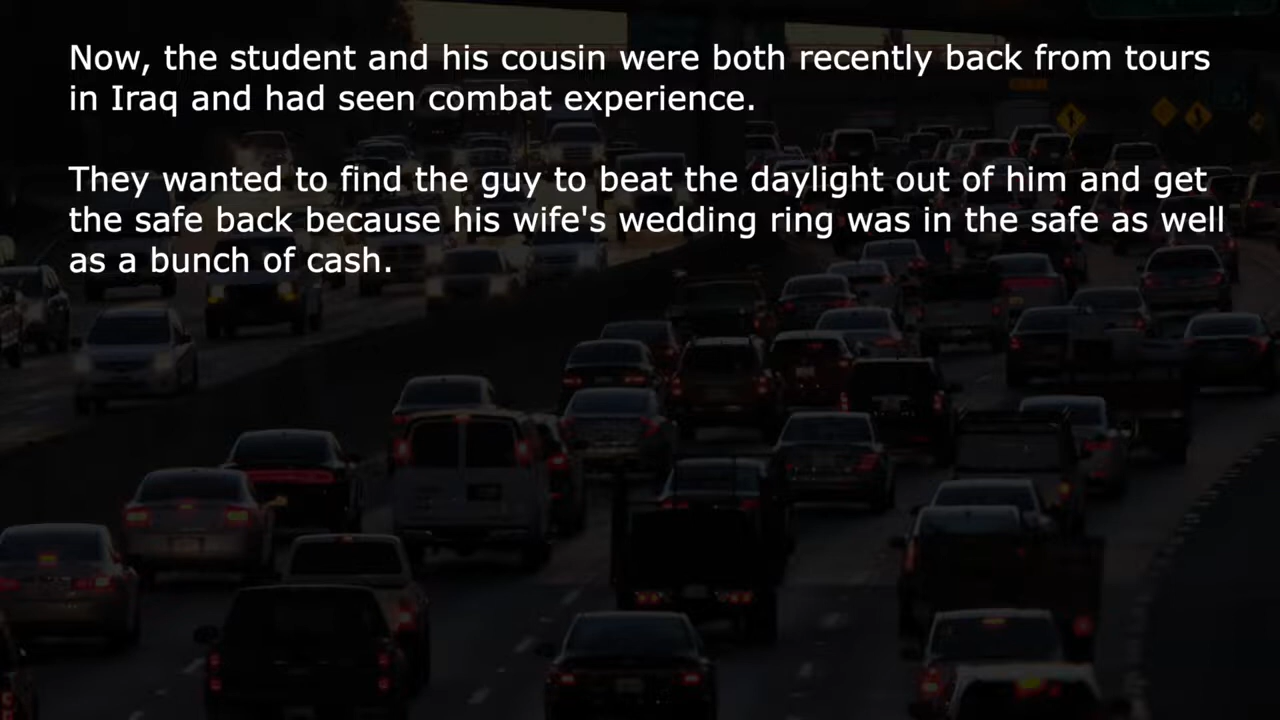 Now, the student and his cousin were both recently back from tours
in Iraq and had seen combat experience.
They wanted to find the guy to beat the daylight out of him and get
the safe back because his wife's wedding ring was in the safe as well
as a bunch of cash.